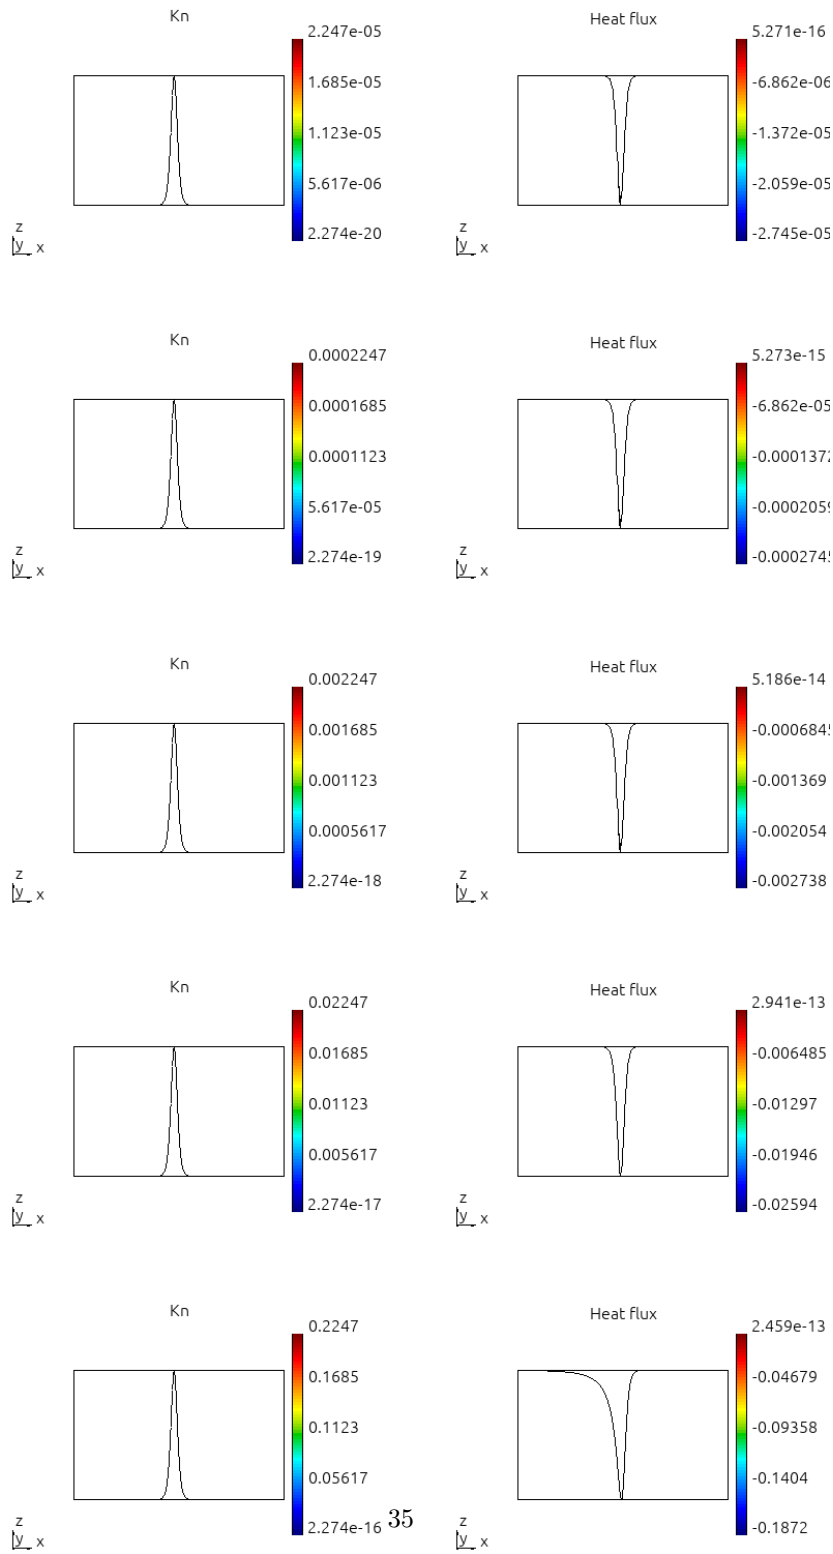 Kn
2.247e-05
1.685e-05
1.123e-05
5.617e-06
2.274e-20
z
y x
Heat flux
5.271e-16
-6.862e-06
-1.372e-05
-2.059e-05
-2.745e-05
z
y x
Kn
0.0002247
0.0001685
0.0001123
5.617e-05
2.274e-19
z
y x
Heat flux
5.273e-15
-6.862e-05
-0.0001372
-0.0002059
-0.0002745
z
y x
Kn
0.002247
0.001685
0.001123
0.0005617
2.274e-18
z
y x
Heat flux
5.186e-14
-0.0006845
-0.001369
-0.002054
-0.002738
z
y x
Kn
0.02247
0.01685
0.01123
0.005617
2.274e-17
z
y x
Heat flux
2.941e-13
-0.006485
-0.01297
-0.01946
-0.02594
z
y x
Kn
0.2247
0.1685
0.1123
0.05617
2.274e-16
z
y x
Heat flux
2.459e-13
-0.04679
-0.09358
-0.1404
-0.1872
z
y x
35